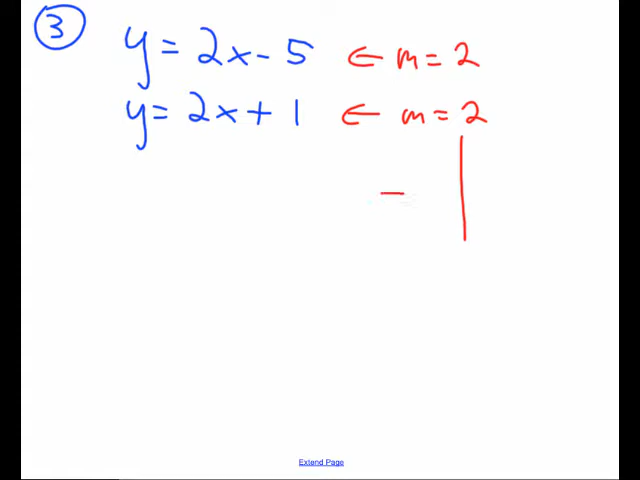 ③ y = 2x - 5 ← m = 2
y = 2x + 1 ← m = 2
Extend Page